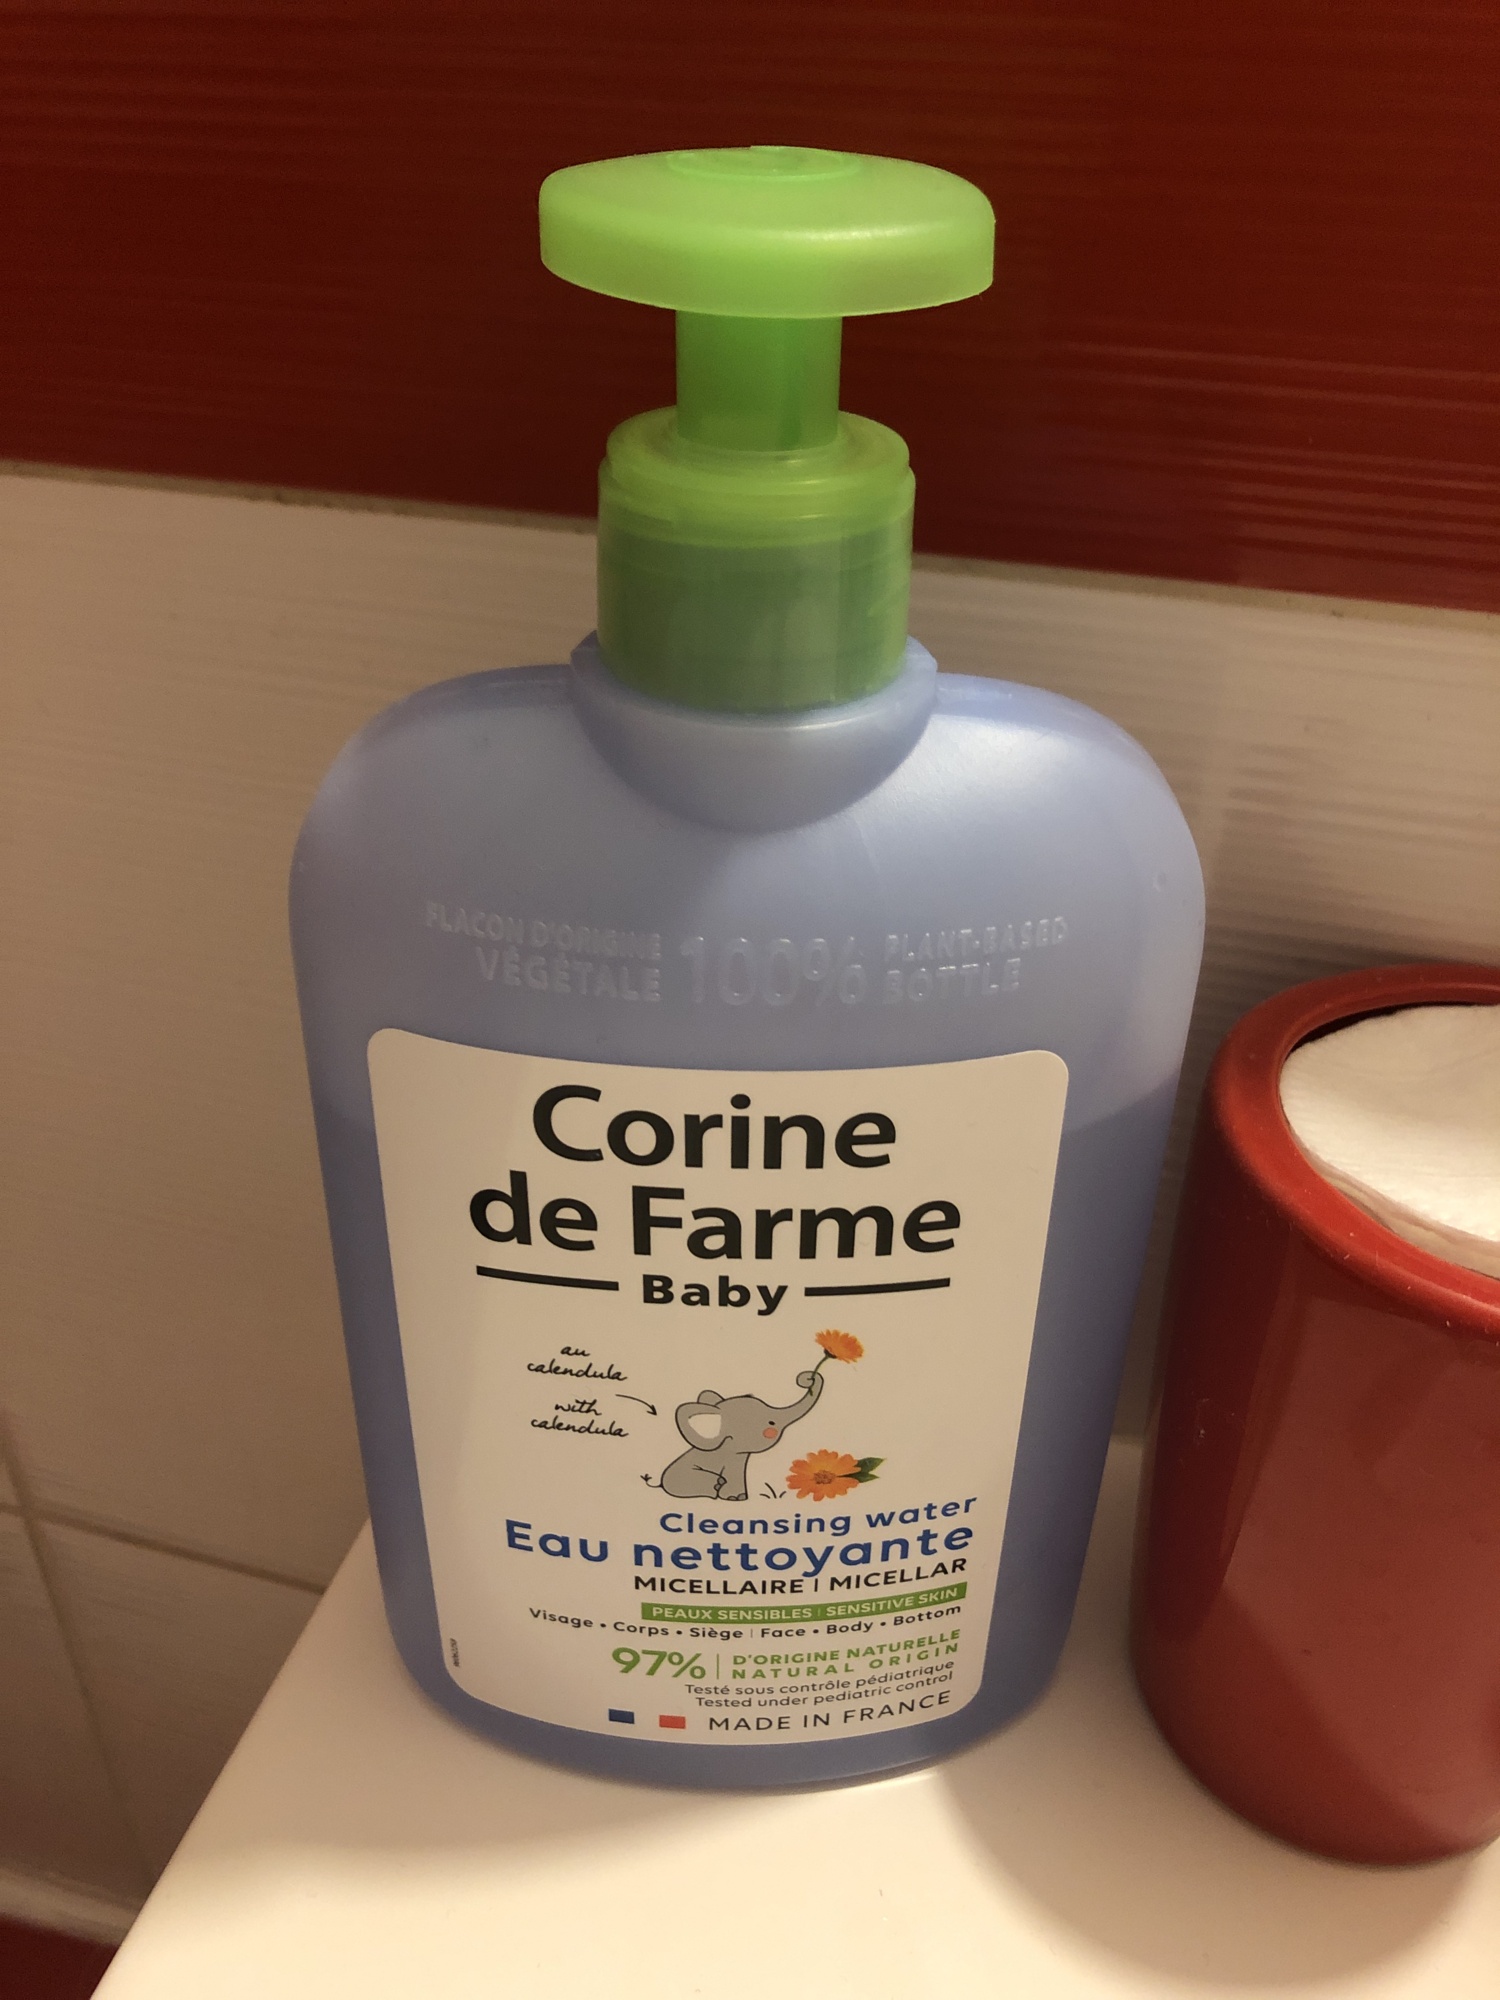 FLACON D'ORIGINE VÉGÉTALE 100% PLANT-BASED BOTTLE
Corine
de Farme
Baby
au
calendula
with
calendula
Cleansing water
Eau nettoyante
MICELLAIRE | MICELLAR
PEAUX SENSIBLES | SENSITIVE SKIN
Visage • Corps • Siège | Face • Body • Bottom
97% | D'ORIGINE NATURELLE
NATURAL ORIGIN
Testé sous contrôle pédiatrique
Tested under pediatric control
MADE IN FRANCE